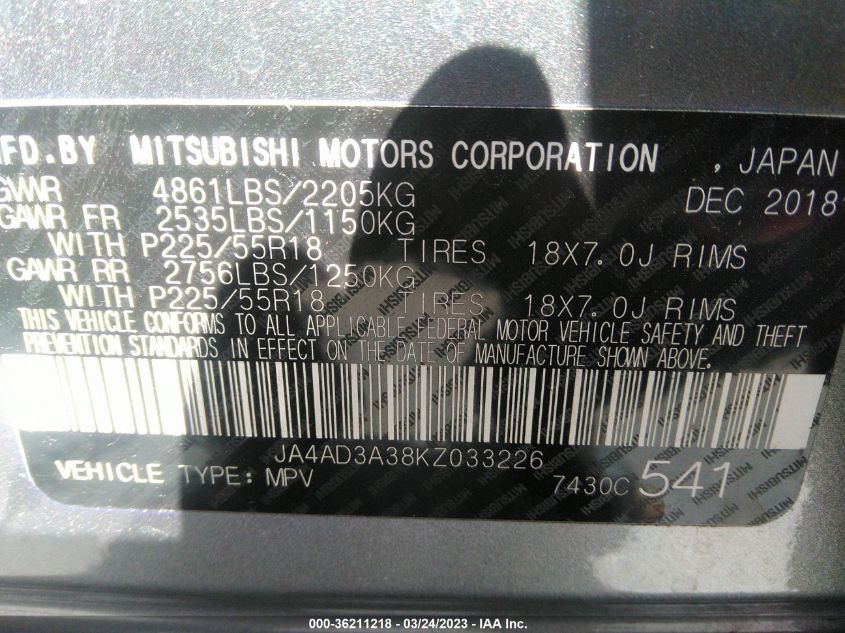 MFD.BY MITSUBISHI MOTORS CORPORATION , JAPAN
GVWR 4861LBS/2205KG DEC 2018
GAWR FR 2535LBS/1150KG
WITH P225/55R18 TIRES 18X7.0J RIMS
GAWR RR 2756LBS/1250KG
WITH P225/55R18 TIRES 18X7.0J RIMS
THIS VEHICLE CONFORMS TO ALL APPLICABLE FEDERAL MOTOR VEHICLE SAFETY AND THEFT
PREVENTION STANDARDS IN EFFECT ON THE DATE OF MANUFACTURE SHOWN ABOVE.
JA4AD3A38KZ033226
VEHICLE TYPE: MPV 7430C 541
000-36211218 - 03/24/2023 - Copyright © IAA, Inc.